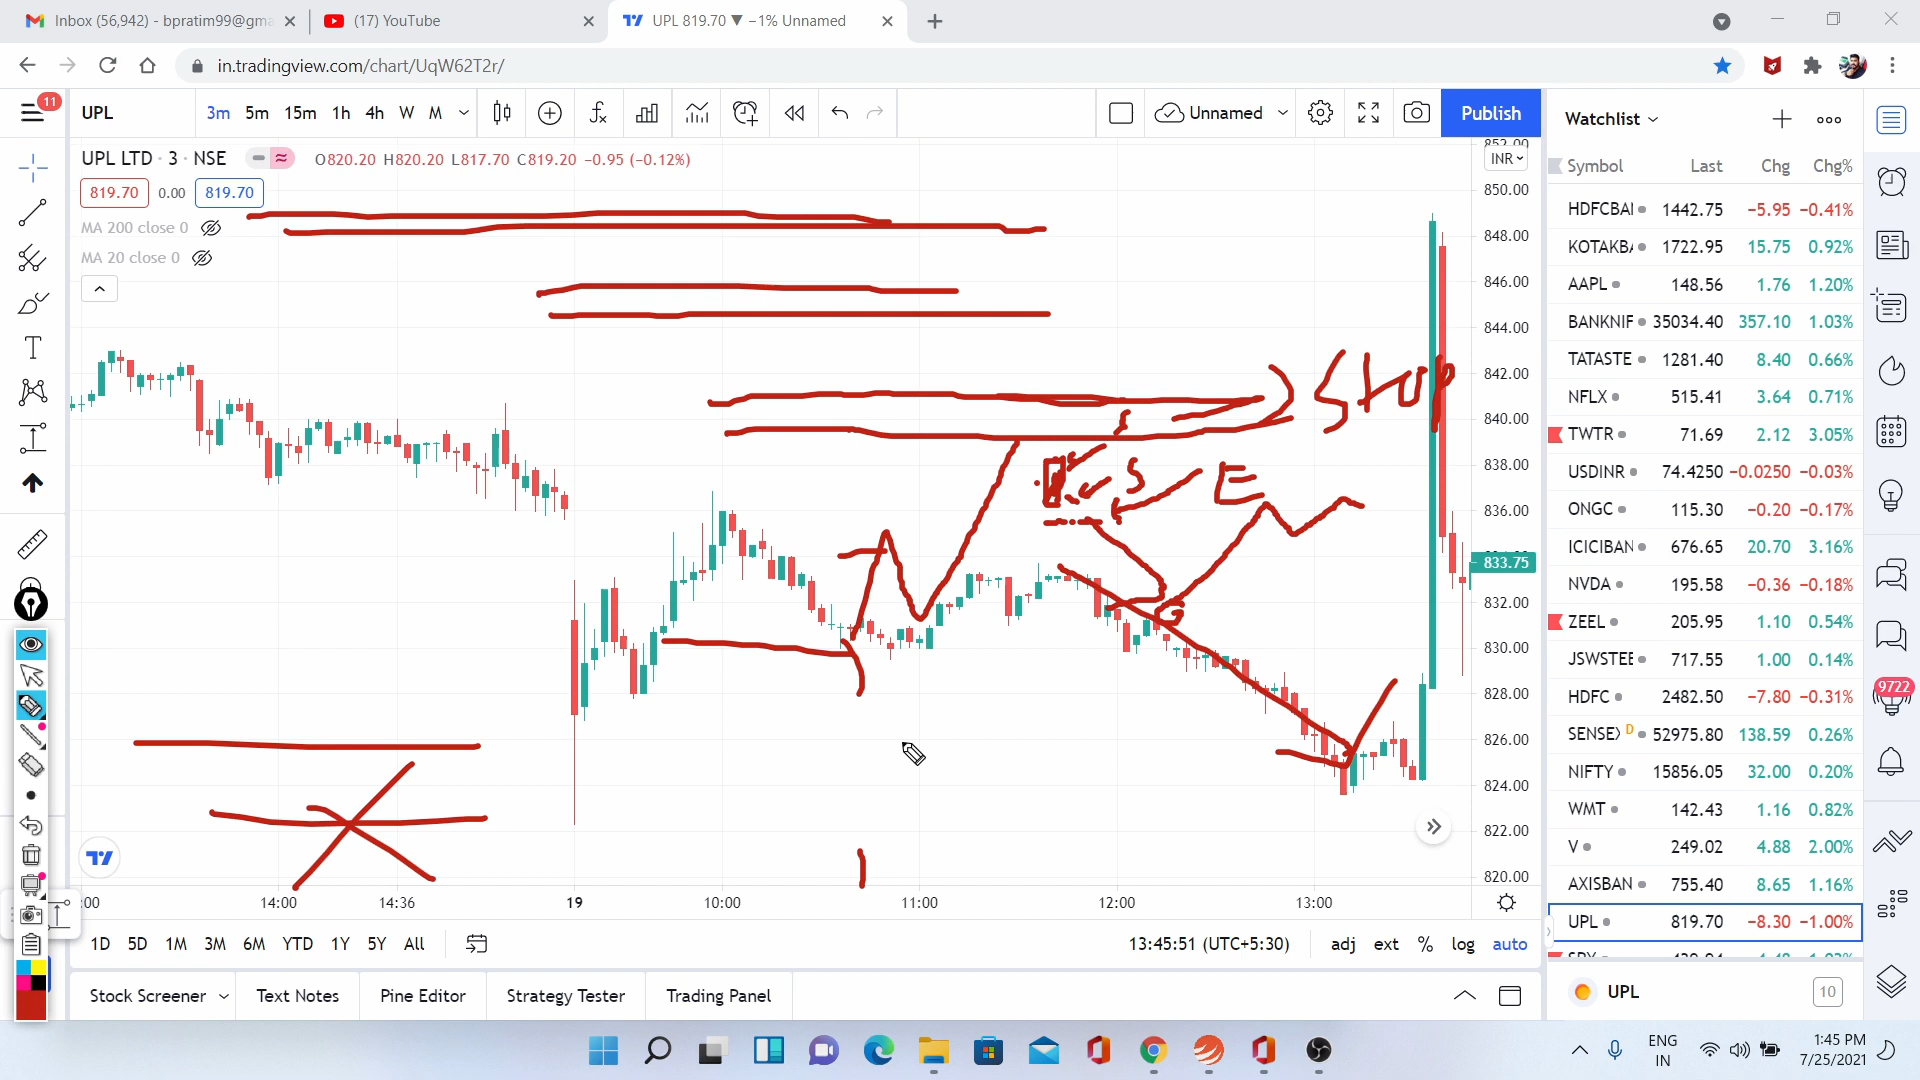 Inbox (56,942) - bpratim99@gma
(17) YouTube
UPL 819.70 ▼ −1% Unnamed
in.tradingview.com/chart/UqW62T2r/
11
UPL
3m 5m 15m 1h 4h W M
Unnamed
Publish
UPL LTD · 3 · NSE
O820.20 H820.20 L817.70 C819.20 −0.95 (−0.12%)
819.70 0.00 819.70
MA 200 close 0
MA 20 close 0
INR
852.00
850.00
848.00
846.00
844.00
842.00
840.00
838.00
836.00
833.75
832.00
830.00
828.00
826.00
824.00
822.00
820.00
Stop
S
E
:00 14:00 14:36 19 10:00 11:00 12:00 13:00
1D 5D 1M 3M 6M YTD 1Y 5Y All
13:45:51 (UTC+5:30)
adj ext % log auto
Stock Screener Text Notes Pine Editor Strategy Tester Trading Panel
Watchlist
Symbol Last Chg Chg%
HDFCBAI 1442.75 −5.95 −0.41%
KOTAKBA 1722.95 15.75 0.92%
AAPL 148.56 1.76 1.20%
BANKNIF 35034.40 357.10 1.03%
TATASTE 1281.40 8.40 0.66%
NFLX 515.41 3.64 0.71%
TWTR 71.69 2.12 3.05%
USDINR 74.4250 −0.0250 −0.03%
ONGC 115.30 −0.20 −0.17%
ICICIBAN 676.65 20.70 3.16%
NVDA 195.58 −0.36 −0.18%
ZEEL 205.95 1.10 0.54%
JSWSTEE 717.55 1.00 0.14%
HDFC 2482.50 −7.80 −0.31%
SENSEX D 52975.80 138.59 0.26%
NIFTY 15856.05 32.00 0.20%
WMT 142.43 1.16 0.82%
V 249.02 4.88 2.00%
AXISBAN 755.40 8.65 1.16%
UPL 819.70 −8.30 −1.00%
UPL
10
9722
ENG
IN
1:45 PM
7/25/2021